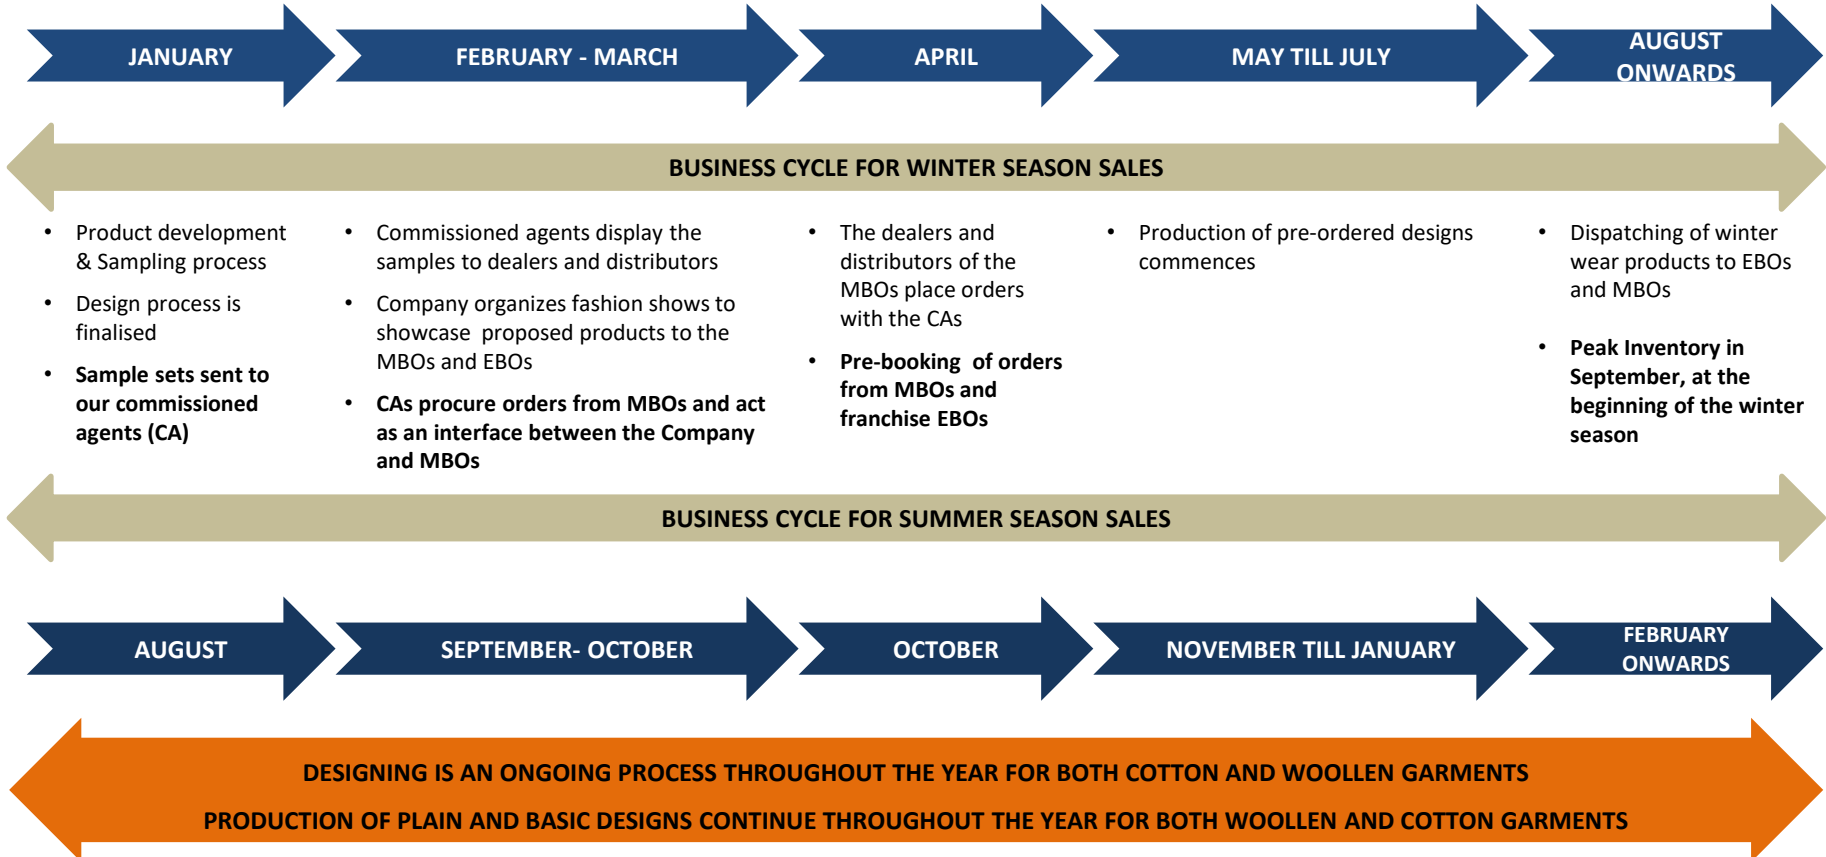 JANUARY
FEBRUARY - MARCH
APRIL
MAY TILL JULY
AUGUST
ONWARDS
BUSINESS CYCLE FOR WINTER SEASON SALES
• Product development
& Sampling process
• Design process is
finalised
• Sample sets sent to
our commissioned
agents (CA)
• Commissioned agents display the
samples to dealers and distributors
• Company organizes fashion shows to
showcase proposed products to the
MBOs and EBOs
• CAs procure orders from MBOs and act
as an interface between the Company
and MBOs
• The dealers and
distributors of the
MBOs place orders
with the CAs
• Pre-booking of orders
from MBOs and
franchise EBOs
• Production of pre-ordered designs
commences
• Dispatching of winter
wear products to EBOs
and MBOs
• Peak Inventory in
September, at the
beginning of the winter
season
BUSINESS CYCLE FOR SUMMER SEASON SALES
AUGUST
SEPTEMBER- OCTOBER
OCTOBER
NOVEMBER TILL JANUARY
FEBRUARY
ONWARDS
DESIGNING IS AN ONGOING PROCESS THROUGHOUT THE YEAR FOR BOTH COTTON AND WOOLLEN GARMENTS
PRODUCTION OF PLAIN AND BASIC DESIGNS CONTINUE THROUGHOUT THE YEAR FOR BOTH WOOLLEN AND COTTON GARMENTS